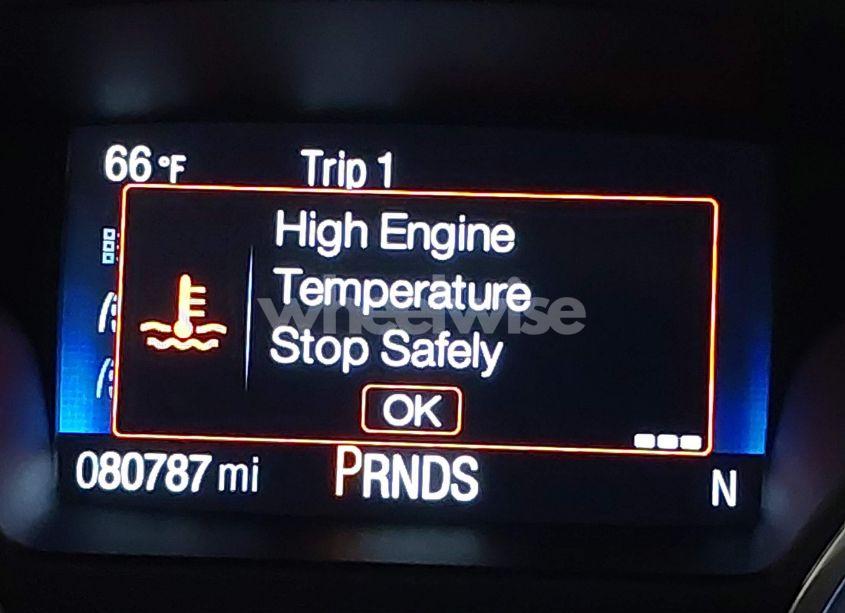 66 °F Trip 1
High Engine
Temperature
wheelwise
Stop Safely
OK
080787 mi PRNDS N